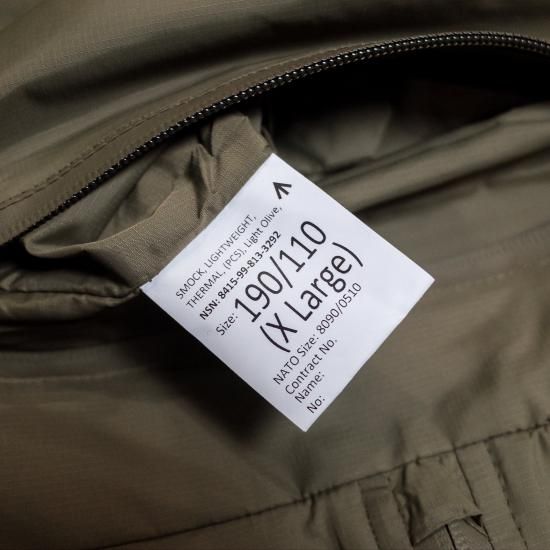 SMOCK, LIGHTWEIGHT,
THERMAL, (PCS), Light Olive,
NSN: 8415-99-813-3292
Size: 190/110
(X Large)
NATO Size: 8090/0510
Contract No.
Name:
No: